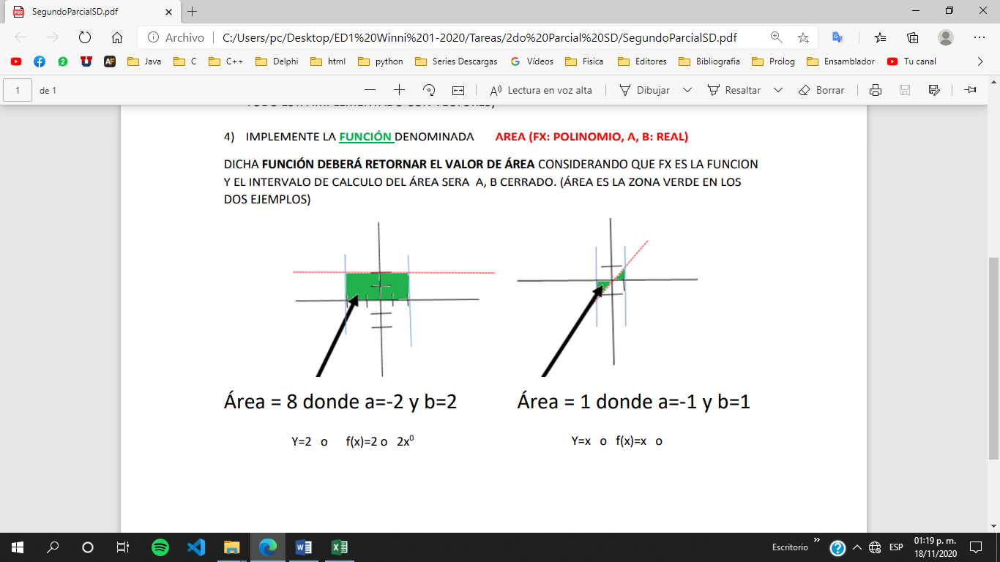 SegundoParcialSD.pdf
Archivo C:/Users/pc/Desktop/ED1%20Winni%201-2020/Tareas/2do%20Parcial%20SD/SegundoParcialSD.pdf
Java C C++ Delphi html python Series Descargas Vídeos Fisica Editores Bibliografia Prolog Ensamblador Tu canal
1 de 1 Lectura en voz alta Dibujar Resaltar Borrar
4) IMPLEMENTE LA FUNCIÓN DENOMINADA AREA (FX: POLINOMIO, A, B: REAL)
DICHA FUNCIÓN DEBERÁ RETORNAR EL VALOR DE ÁREA CONSIDERANDO QUE FX ES LA FUNCION
Y EL INTERVALO DE CALCULO DEL ÁREA SERA A, B CERRADO. (ÁREA ES LA ZONA VERDE EN LOS
DOS EJEMPLOS)
Área = 8 donde a=-2 y b=2 Área = 1 donde a=-1 y b=1
Y=2 o f(x)=2 o 2x⁰ Y=x o f(x)=x o
Escritorio ESP 01:19 p. m.
18/11/2020